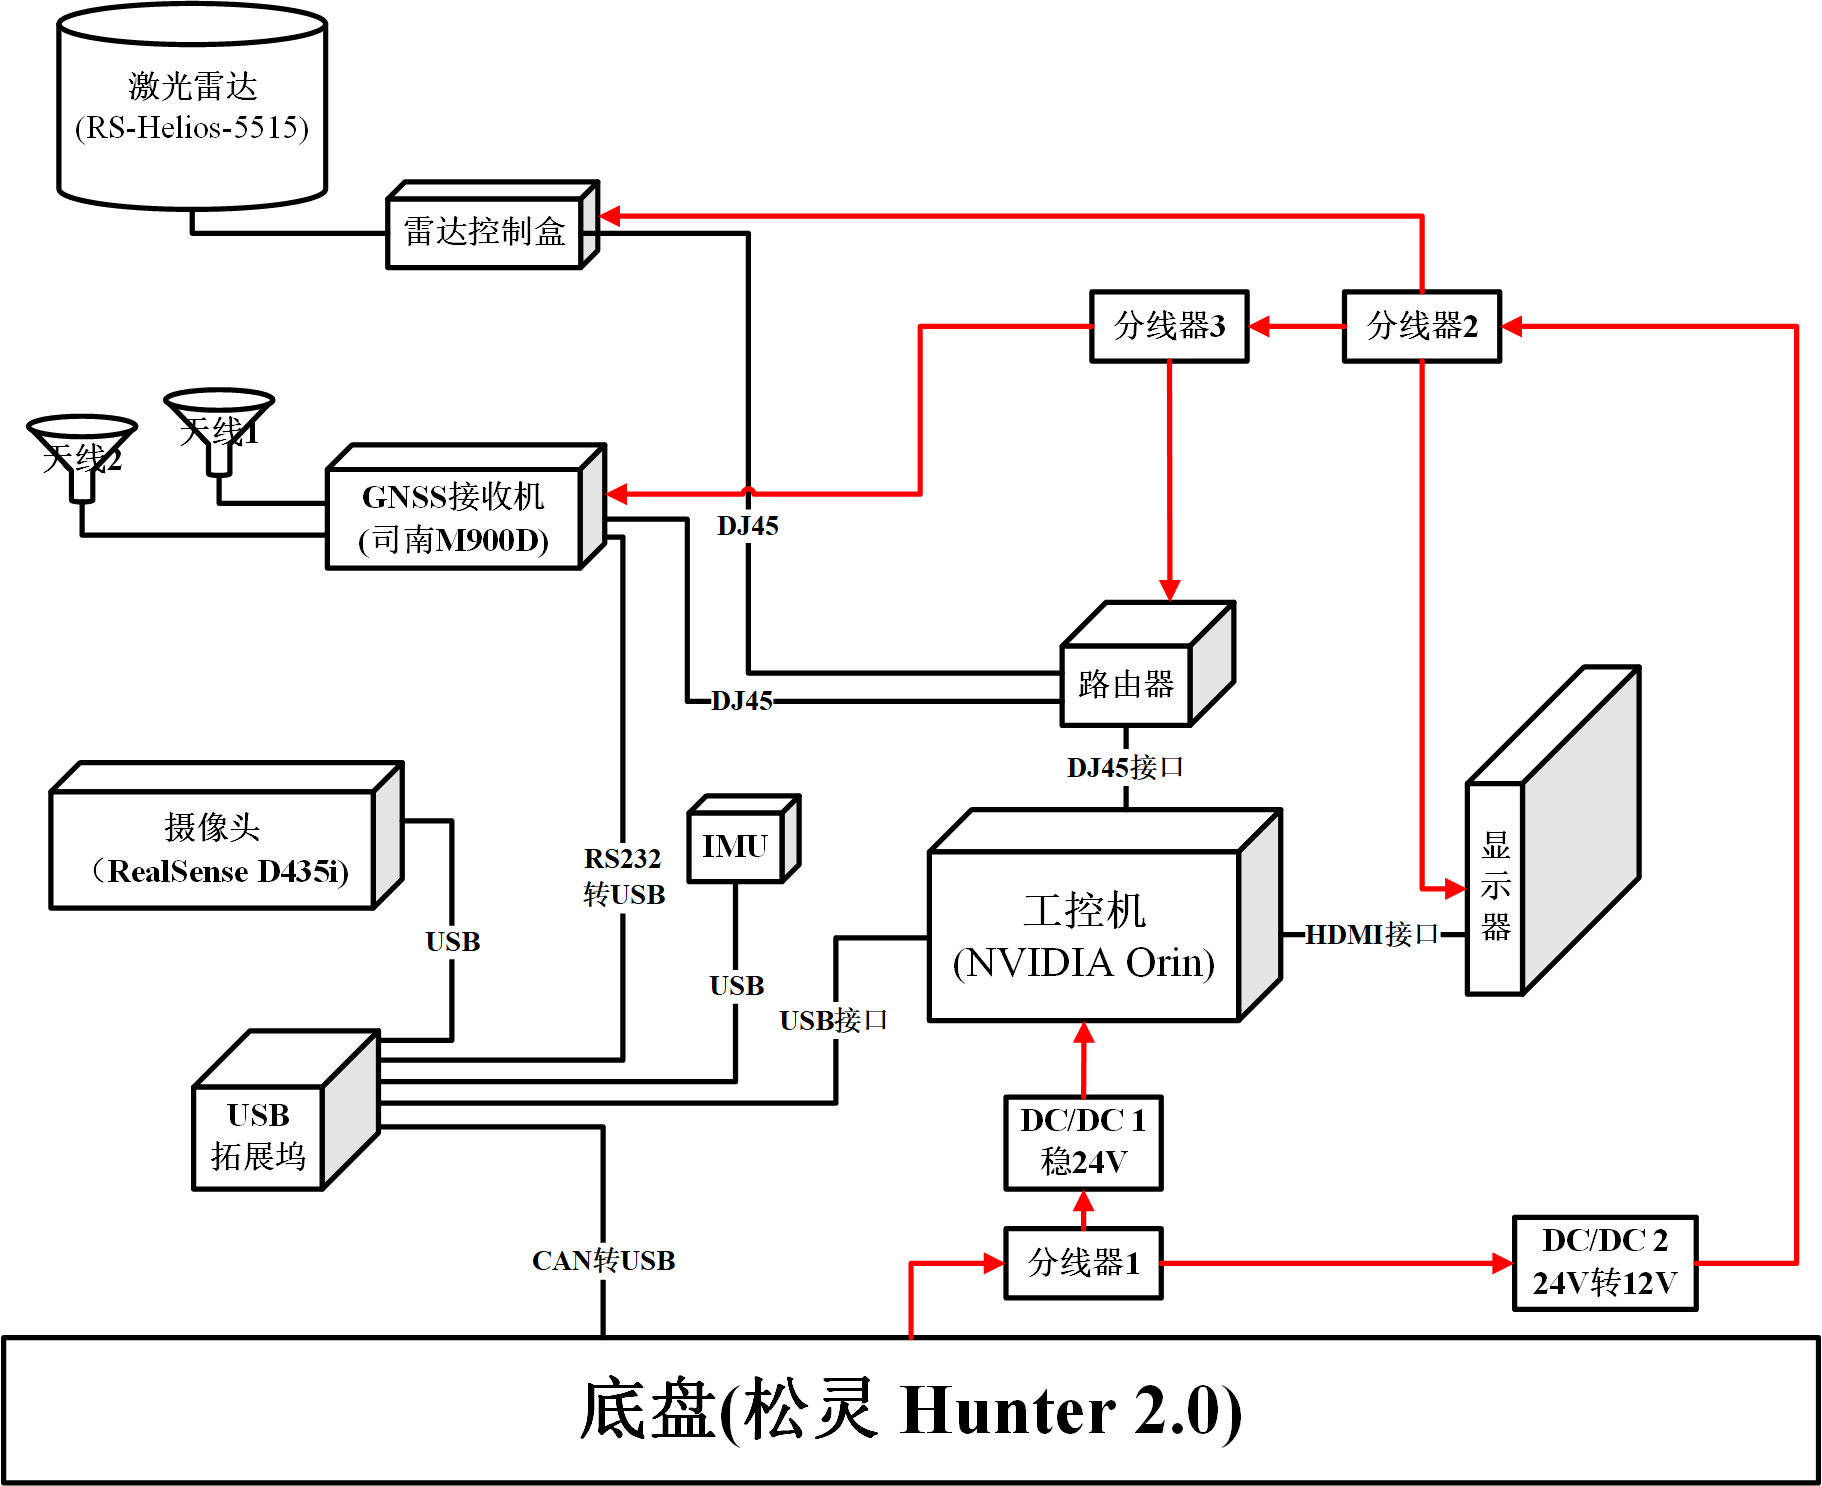 激光雷达
(RS-Helios-5515)
雷达控制盒
分线器3
分线器2
天线1
天线2
GNSS接收机
(司南M900D)
DJ45
路由器
DJ45
DJ45接口
摄像头
（RealSense D435i)
RS232
转USB
IMU
显
示
器
工控机
(NVIDIA Orin)
HDMI接口
USB
USB
USB接口
USB
拓展坞
DC/DC 1
稳24V
CAN转USB
分线器1
DC/DC 2
24V转12V
底盘(松灵 Hunter 2.0)